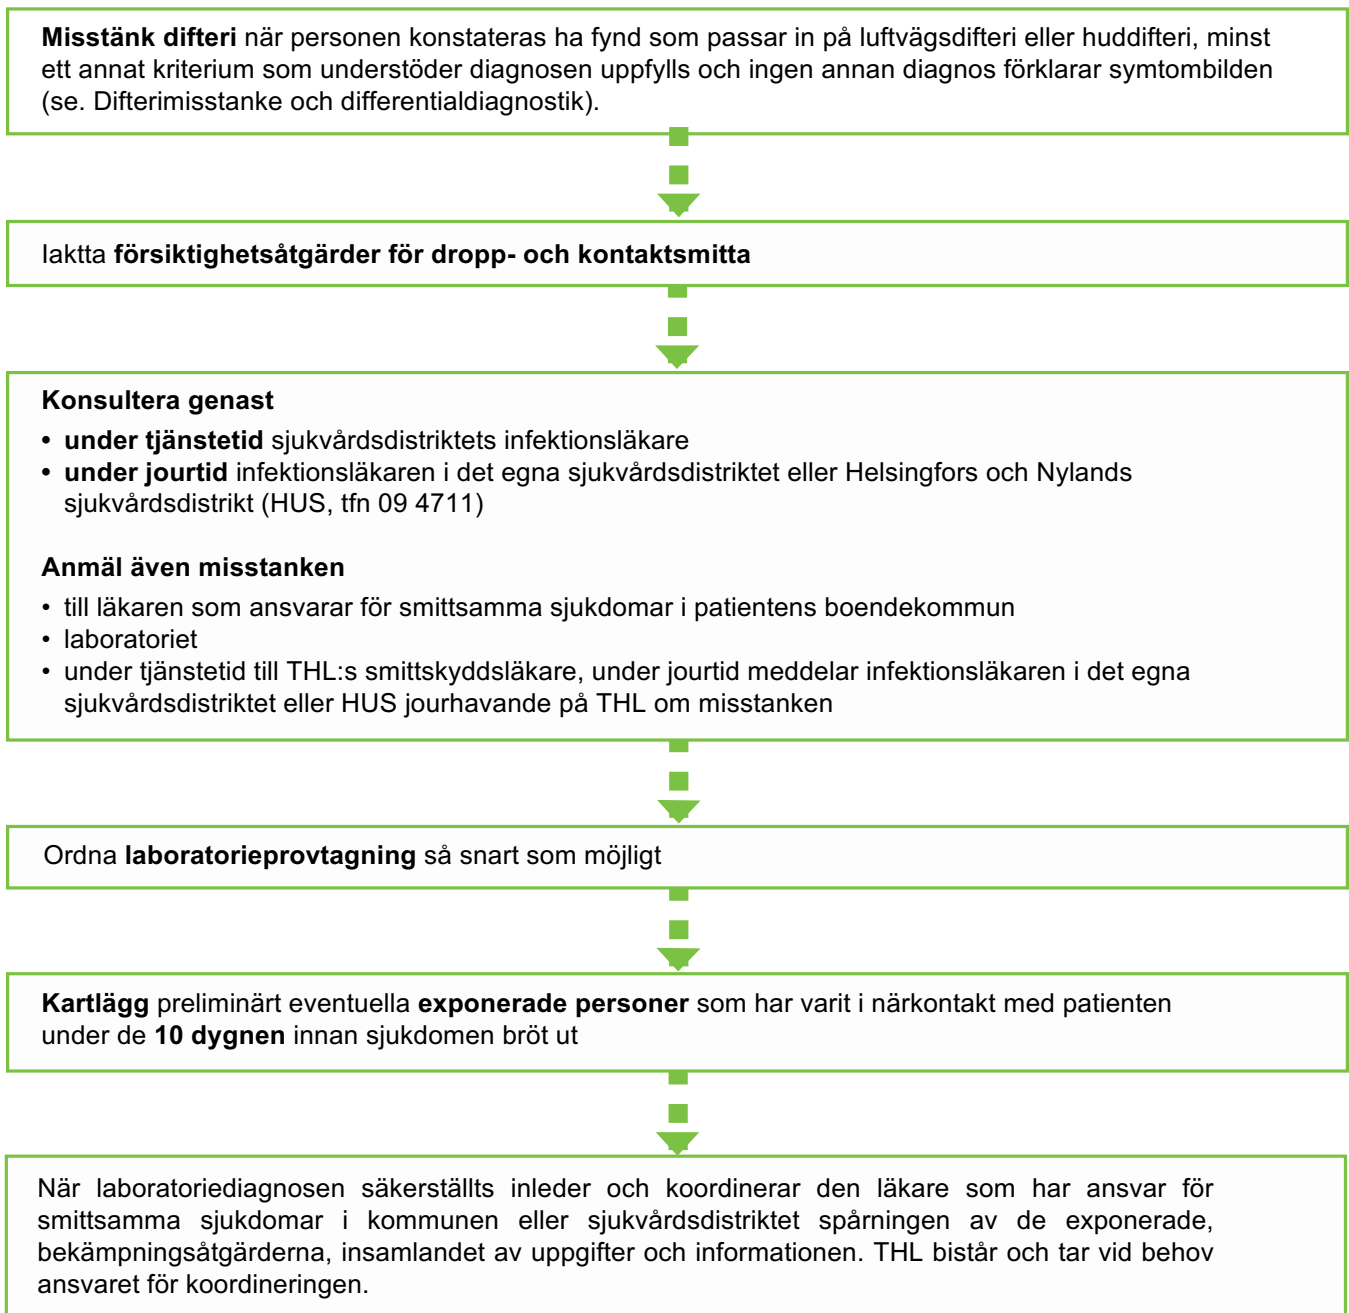 Misstänk difteri när personen konstateras ha fynd som passar in på luftvägsdifteri eller huddifteri, minst
ett annat kriterium som understöder diagnosen uppfylls och ingen annan diagnos förklarar symtombilden
(se. Difterimisstanke och differentialdiagnostik).
Iaktta försiktighetsåtgärder för dropp- och kontaktsmitta
Konsultera genast
• under tjänstetid sjukvårdsdistriktets infektionsläkare
• under jourtid infektionsläkaren i det egna sjukvårdsdistriktet eller Helsingfors och Nylands
sjukvårdsdistrikt (HUS, tfn 09 4711)
Anmäl även misstanken
• till läkaren som ansvarar för smittsamma sjukdomar i patientens boendekommun
• laboratoriet
• under tjänstetid till THL:s smittskyddsläkare, under jourtid meddelar infektionsläkaren i det egna
sjukvårdsdistriktet eller HUS jourhavande på THL om misstanken
Ordna laboratorieprovtagning så snart som möjligt
Kartlägg preliminärt eventuella exponerade personer som har varit i närkontakt med patienten
under de 10 dygnen innan sjukdomen bröt ut
När laboratoriediagnosen säkerställts inleder och koordinerar den läkare som har ansvar för
smittsamma sjukdomar i kommunen eller sjukvårdsdistriktet spårningen av de exponerade,
bekämpningsåtgärderna, insamlandet av uppgifter och informationen. THL bistår och tar vid behov
ansvaret för koordineringen.